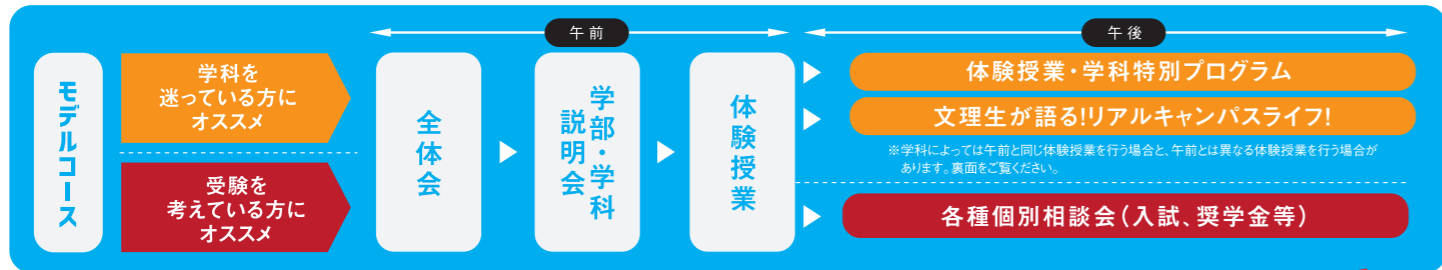 午前
午後
モデルコース
学科を
迷っている方に
オススメ
受験を
考えている方に
オススメ
全体会
学部・学科
説明会
体験授業
体験授業・学科特別プログラム
文理生が語る!リアルキャンパスライフ!
※学科によっては午前と同じ体験授業を行う場合と、午前とは異なる体験授業を行う場合が
あります。裏面をご覧ください。
各種個別相談会(入試、奨学金等)